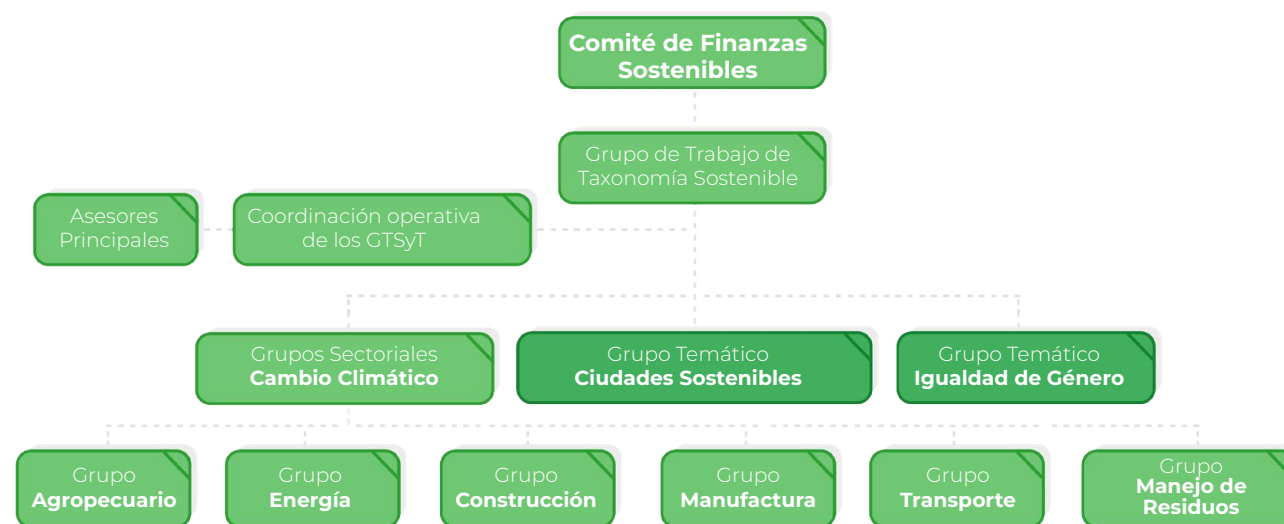 Comité de Finanzas
Sostenibles
Grupo de Trabajo de
Taxonomía Sostenible
Asesores
Principales
Coordinación operativa
de los GTSyT
Grupos Sectoriales
Cambio Climático
Grupo Temático
Ciudades Sostenibles
Grupo Temático
Igualdad de Género
Grupo
Agropecuario
Grupo
Energía
Grupo
Construcción
Grupo
Manufactura
Grupo
Transporte
Grupo
Manejo de
Residuos